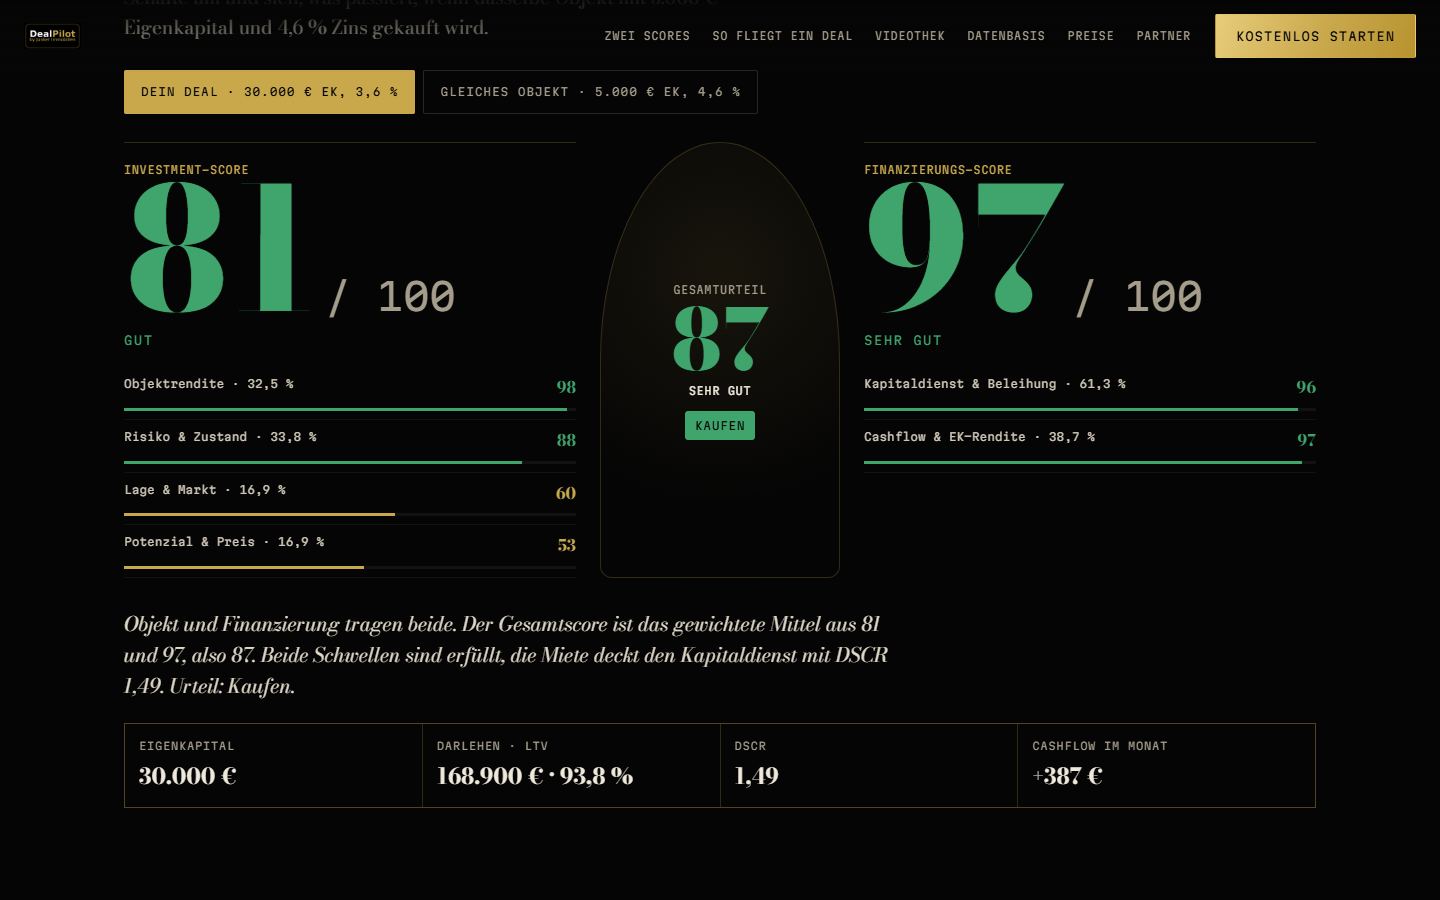 DealPilot
by Junker Immobilien
ZWEI SCORES
SO FLIEGT EIN DEAL
VIDEOTHEK
DATENBASIS
PREISE
PARTNER
KOSTENLOS STARTEN
Eigenkapital und 4,6 % Zins gekauft wird.
DEIN DEAL · 30.000 € EK, 3,6 %
GLEICHES OBJEKT · 5.000 € EK, 4,6 %
INVESTMENT-SCORE
81 / 100
GUT
Objektrendite · 32,5 %
98
Risiko & Zustand · 33,8 %
88
Lage & Markt · 16,9 %
60
Potenzial & Preis · 16,9 %
53
GESAMTURTEIL
87
SEHR GUT
KAUFEN
FINANZIERUNGS-SCORE
97 / 100
SEHR GUT
Kapitaldienst & Beleihung · 61,3 %
96
Cashflow & EK-Rendite · 38,7 %
97
Objekt und Finanzierung tragen beide. Der Gesamtscore ist das gewichtete Mittel aus 81
und 97, also 87. Beide Schwellen sind erfüllt, die Miete deckt den Kapitaldienst mit DSCR
1,49. Urteil: Kaufen.
EIGENKAPITAL
30.000 €
DARLEHEN · LTV
168.900 € · 93,8 %
DSCR
1,49
CASHFLOW IM MONAT
+387 €